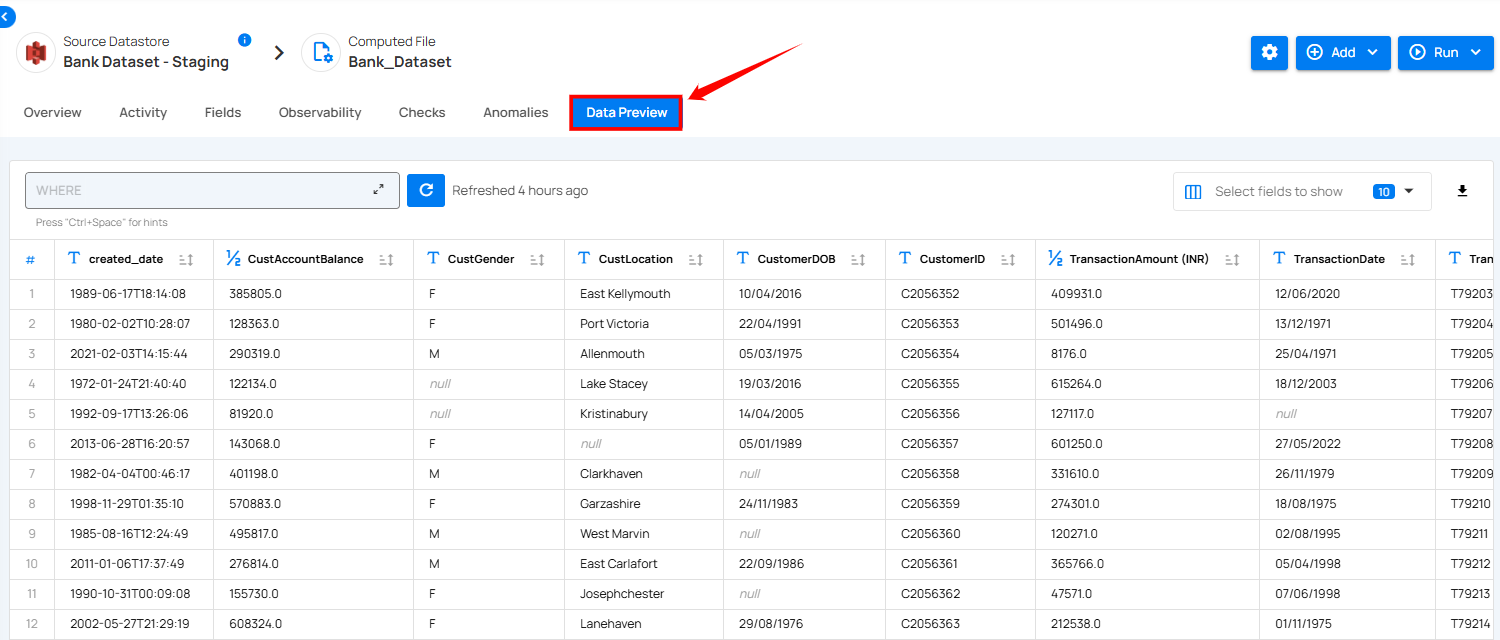 Source Datastore
Bank Dataset - Staging
Computed File
Bank_Dataset
Add
Run
Overview Activity Fields Observability Checks Anomalies Data Preview
WHERE
Refreshed 4 hours ago
Select fields to show 10
Press "Ctrl+Space" for hints
# created_date ½ CustAccountBalance CustGender CustLocation CustomerDOB CustomerID ½ TransactionAmount (INR) TransactionDate Tran
1 1989-06-17T18:14:08 385805.0 F East Kellymouth 10/04/2016 C2056352 409931.0 12/06/2020 T79203
2 1980-02-02T10:28:07 128363.0 F Port Victoria 22/04/1991 C2056353 501496.0 13/12/1971 T79204
3 2021-02-03T14:15:44 290319.0 M Allenmouth 05/03/1975 C2056354 8176.0 25/04/1971 T79205
4 1972-01-24T21:40:40 122134.0 null Lake Stacey 19/03/2016 C2056355 615264.0 18/12/2003 T79206
5 1992-09-17T13:26:06 81920.0 null Kristinabury 14/04/2005 C2056356 127117.0 null T79207
6 2013-06-28T16:20:57 143068.0 F null 05/01/1989 C2056357 601250.0 27/05/2022 T79208
7 1982-04-04T00:46:17 401198.0 M Clarkhaven null C2056358 331610.0 26/11/1979 T79209
8 1998-11-29T01:35:10 570883.0 F Garzashire 24/11/1983 C2056359 274301.0 18/08/1975 T79210
9 1985-08-16T12:24:49 495817.0 M West Marvin null C2056360 120271.0 02/08/1995 T79211
10 2011-01-06T17:37:49 276814.0 M East Carlafort 22/09/1986 C2056361 365766.0 05/04/1998 T79212
11 1990-10-31T00:09:08 155730.0 F Josephchester null C2056362 47571.0 07/06/1998 T79213
12 2002-05-27T21:29:19 608324.0 F Lanehaven 29/08/1976 C2056363 212538.0 01/11/1975 T79214